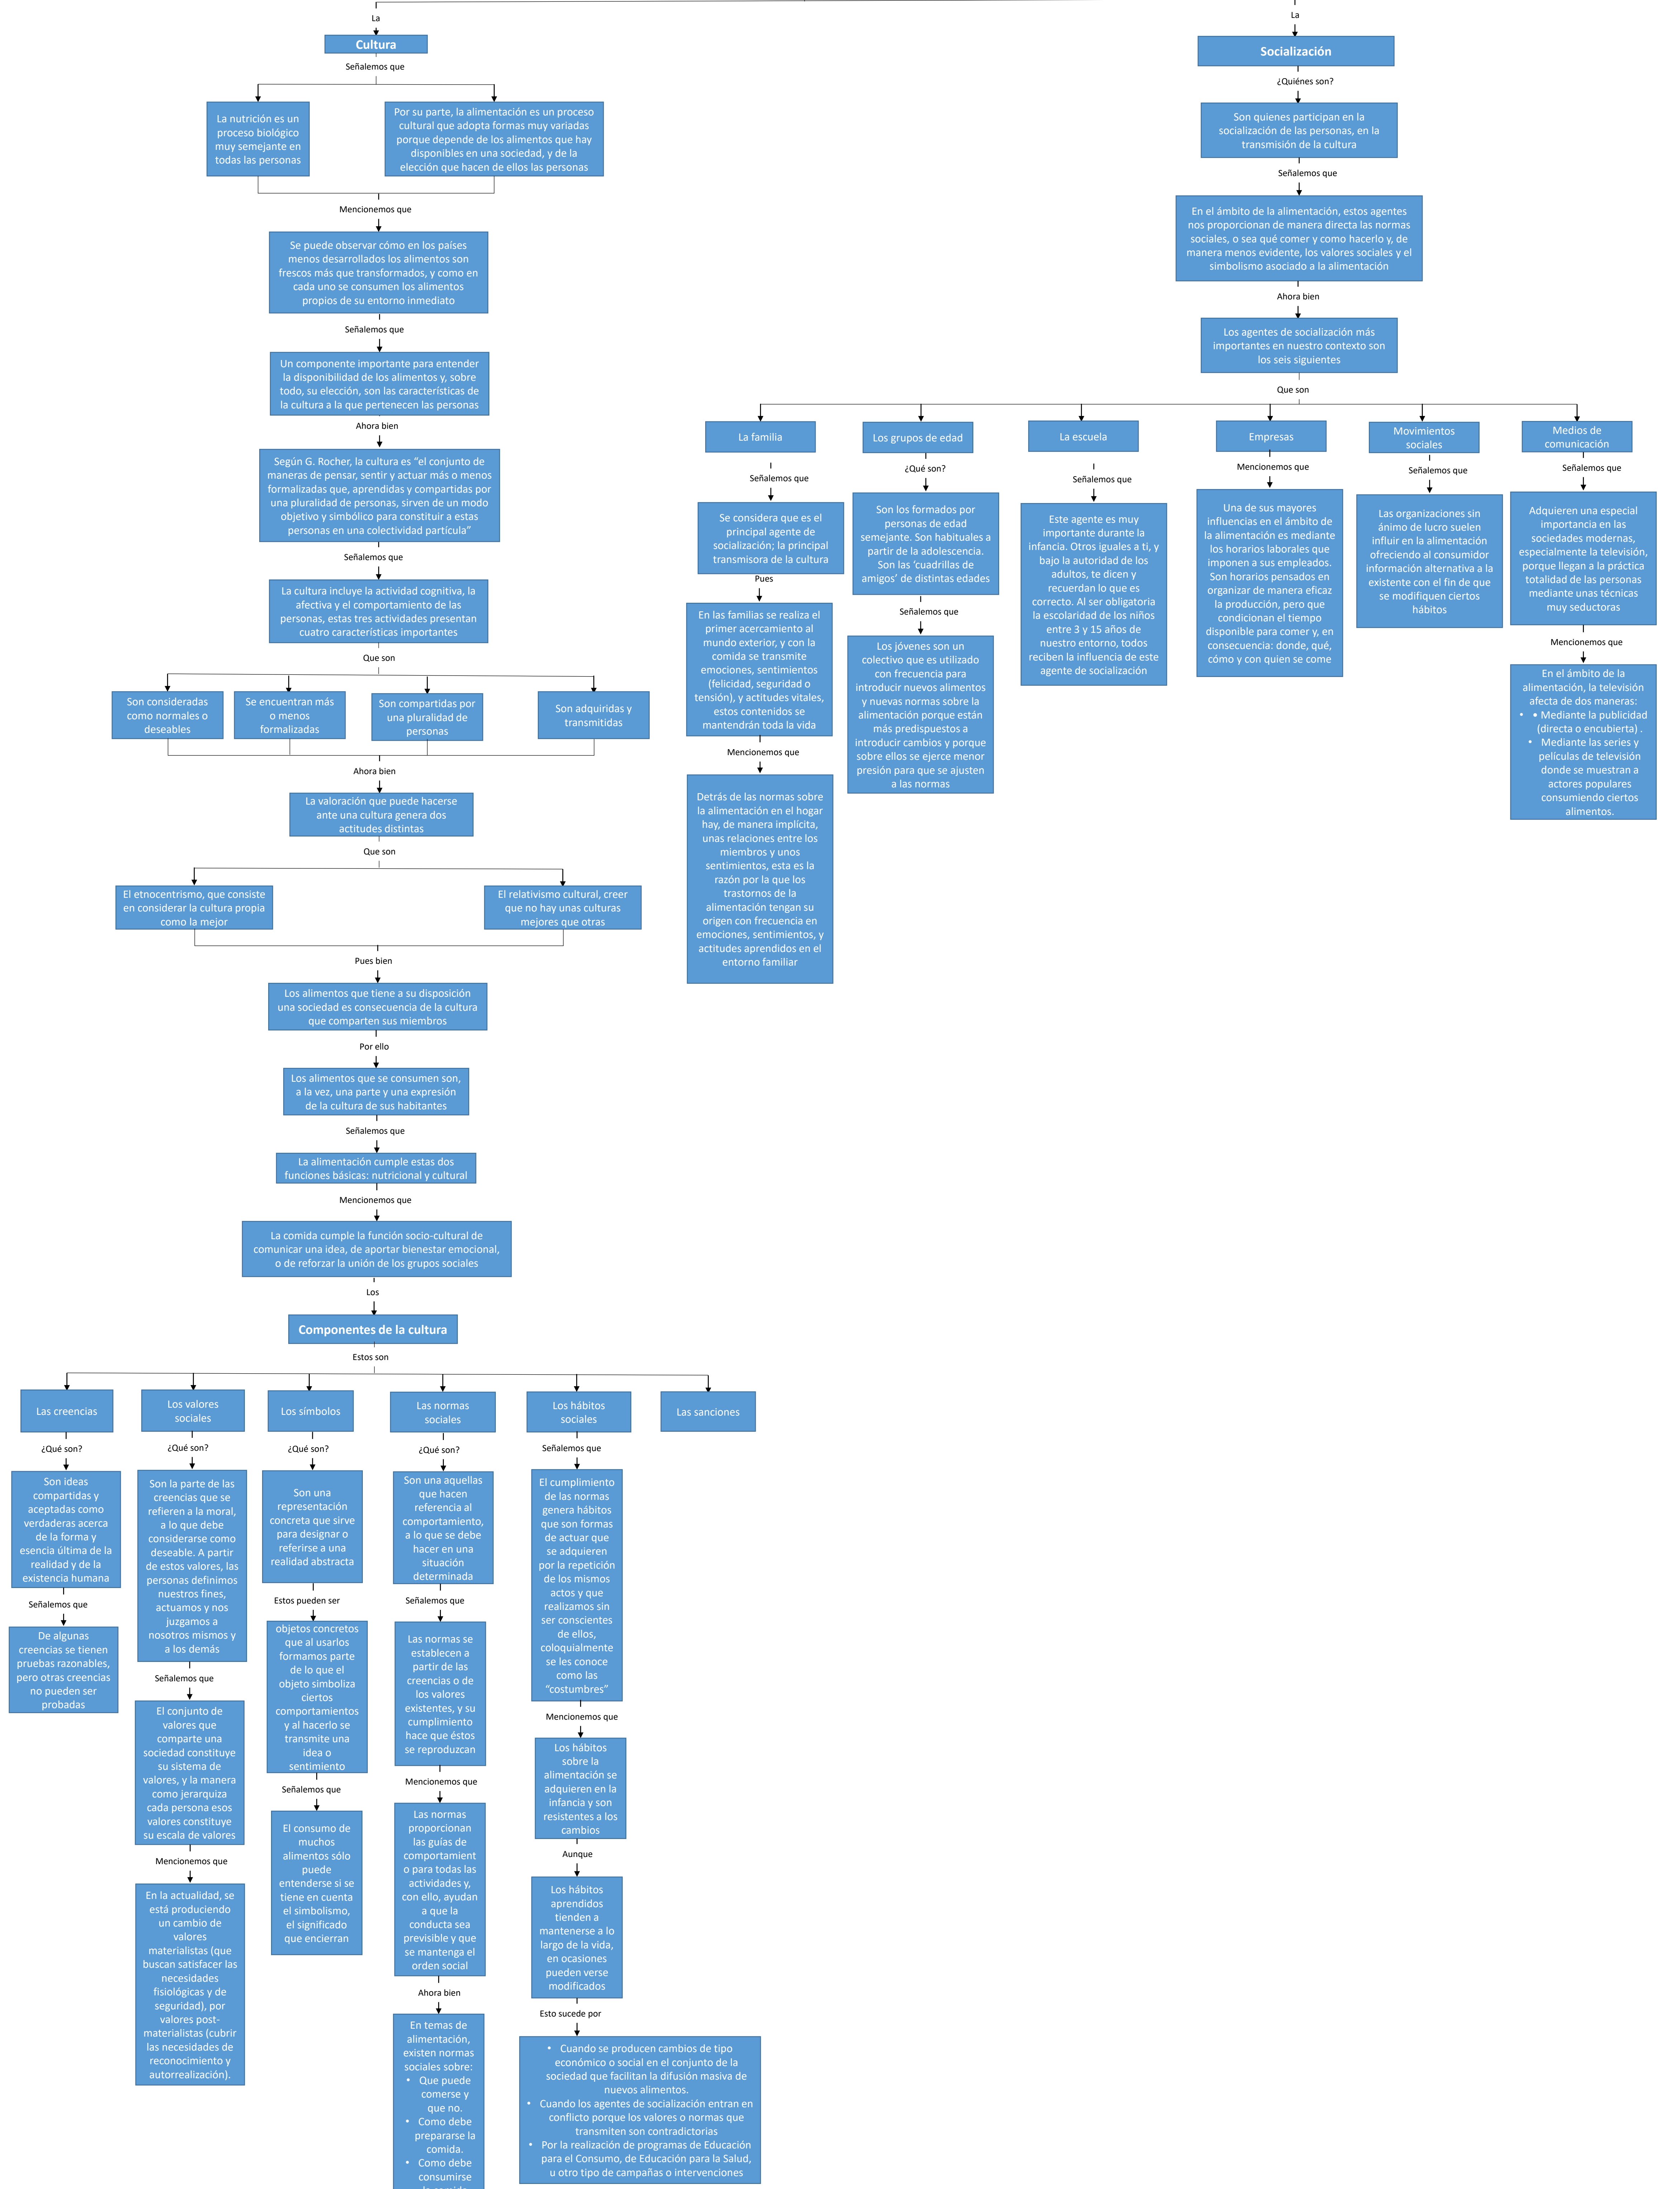 La
Cultura
Señalemos que
La nutrición es un
proceso biológico
muy semejante en
todas las personas
Por su parte, la alimentación es un proceso
cultural que adopta formas muy variadas
porque depende de los alimentos que hay
disponibles en una sociedad, y de la
elección que hacen de ellos las personas
Mencionemos que
Se puede observar cómo en los países
menos desarrollados los alimentos son
frescos más que transformados, y como en
cada uno se consumen los alimentos
propios de su entorno inmediato
Señalemos que
Un componente importante para entender
la disponibilidad de los alimentos y, sobre
todo, su elección, son las características de
la cultura a la que pertenecen las personas
Ahora bien
Según G. Rocher, la cultura es “el conjunto de
maneras de pensar, sentir y actuar más o menos
formalizadas que, aprendidas y compartidas por
una pluralidad de personas, sirven de un modo
objetivo y simbólico para constituir a estas
personas en una colectividad partícula”
Señalemos que
La cultura incluye la actividad cognitiva, la
afectiva y el comportamiento de las
personas, estas tres actividades presentan
cuatro características importantes
Que son
Son consideradas
como normales o
deseables
Se encuentran más
o menos
formalizadas
Son compartidas por
una pluralidad de
personas
Son adquiridas y
transmitidas
Ahora bien
La valoración que puede hacerse
ante una cultura genera dos
actitudes distintas
Que son
El etnocentrismo, que consiste
en considerar la cultura propia
como la mejor
El relativismo cultural, creer
que no hay unas culturas
mejores que otras
Pues bien
Los alimentos que tiene a su disposición
una sociedad es consecuencia de la cultura
que comparten sus miembros
Por ello
Los alimentos que se consumen son,
a la vez, una parte y una expresión
de la cultura de sus habitantes
Señalemos que
La alimentación cumple estas dos
funciones básicas: nutricional y cultural
Mencionemos que
La comida cumple la función socio-cultural de
comunicar una idea, de aportar bienestar emocional,
o de reforzar la unión de los grupos sociales
Los
Componentes de la cultura
Estos son
Las creencias
¿Qué son?
Son ideas
compartidas y
aceptadas como
verdaderas acerca
de la forma y
esencia última de la
realidad y de la
existencia humana
Señalemos que
De algunas
creencias se tienen
pruebas razonables,
pero otras creencias
no pueden ser
probadas
Los valores
sociales
¿Qué son?
Son la parte de las
creencias que se
refieren a la moral,
a lo que debe
considerarse como
deseable. A partir
de estos valores, las
personas definimos
nuestros fines,
actuamos y nos
juzgamos a
nosotros mismos y
a los demás
Señalemos que
El conjunto de
valores que
comparte una
sociedad constituye
su sistema de
valores, y la manera
como jerarquiza
cada persona esos
valores constituye
su escala de valores
Mencionemos que
En la actualidad, se
está produciendo
un cambio de
valores
materialistas (que
buscan satisfacer las
necesidades
fisiológicas y de
seguridad), por
valores post-
materialistas (cubrir
las necesidades de
reconocimiento y
autorrealización).
Los símbolos
¿Qué son?
Son una
representación
concreta que sirve
para designar o
referirse a una
realidad abstracta
Estos pueden ser
objetos concretos
que al usarlos
formamos parte
de lo que el
objeto simboliza
ciertos
comportamientos
y al hacerlo se
transmite una
idea o
sentimiento
Señalemos que
El consumo de
muchos
alimentos sólo
puede
entenderse si se
tiene en cuenta
el simbolismo,
el significado
que encierran
Las normas
sociales
¿Qué son?
Son una aquellas
que hacen
referencia al
comportamiento,
a lo que se debe
hacer en una
situación
determinada
Señalemos que
Las normas se
establecen a
partir de las
creencias o de
los valores
existentes, y su
cumplimiento
hace que éstos
se reproduzcan
Mencionemos que
Las normas
proporcionan
las guías de
comportamient
o para todas las
actividades y,
con ello, ayudan
a que la
conducta sea
previsible y que
se mantenga el
orden social
Ahora bien
En temas de
alimentación,
existen normas
sociales sobre:
• Que puede
comerse y
que no.
• Como debe
prepararse la
comida.
• Como debe
consumirse
Los hábitos
sociales
Señalemos que
El cumplimiento
de las normas
genera hábitos
que son formas
de actuar que
se adquieren
por la repetición
de los mismos
actos y que
realizamos sin
ser conscientes
de ellos,
coloquialmente
se les conoce
como las
“costumbres”
Mencionemos que
Los hábitos
sobre la
alimentación se
adquieren en la
infancia y son
resistentes a los
cambios
Aunque
Los hábitos
aprendidos
tienden a
mantenerse a lo
largo de la vida,
en ocasiones
pueden verse
modificados
Esto sucede por
• Cuando se producen cambios de tipo
económico o social en el conjunto de la
sociedad que facilitan la difusión masiva de
nuevos alimentos.
• Cuando los agentes de socialización entran en
conflicto porque los valores o normas que
transmiten son contradictorias
• Por la realización de programas de Educación
para el Consumo, de Educación para la Salud,
u otro tipo de campañas o intervenciones
Las sanciones
La
Socialización
¿Quiénes son?
Son quienes participan en la
socialización de las personas, en la
transmisión de la cultura
Señalemos que
En el ámbito de la alimentación, estos agentes
nos proporcionan de manera directa las normas
sociales, o sea qué comer y como hacerlo y, de
manera menos evidente, los valores sociales y el
simbolismo asociado a la alimentación
Ahora bien
Los agentes de socialización más
importantes en nuestro contexto son
los seis siguientes
Que son
La familia
Señalemos que
Se considera que es el
principal agente de
socialización; la principal
transmisora de la cultura
Pues
En las familias se realiza el
primer acercamiento al
mundo exterior, y con la
comida se transmite
emociones, sentimientos
(felicidad, seguridad o
tensión), y actitudes vitales,
estos contenidos se
mantendrán toda la vida
Mencionemos que
Detrás de las normas sobre
la alimentación en el hogar
hay, de manera implícita,
unas relaciones entre los
miembros y unos
sentimientos, esta es la
razón por la que los
trastornos de la
alimentación tengan su
origen con frecuencia en
emociones, sentimientos, y
actitudes aprendidos en el
entorno familiar
Los grupos de edad
¿Qué son?
Son los formados por
personas de edad
semejante. Son habituales a
partir de la adolescencia.
Son las ‘cuadrillas de
amigos’ de distintas edades
Señalemos que
Los jóvenes son un
colectivo que es utilizado
con frecuencia para
introducir nuevos alimentos
y nuevas normas sobre la
alimentación porque están
más predispuestos a
introducir cambios y porque
sobre ellos se ejerce menor
presión para que se ajusten
a las normas
La escuela
Señalemos que
Este agente es muy
importante durante la
infancia. Otros iguales a ti, y
bajo la autoridad de los
adultos, te dicen y
recuerdan lo que es
correcto. Al ser obligatoria
la escolaridad de los niños
entre 3 y 15 años de
nuestro entorno, todos
reciben la influencia de este
agente de socialización
Empresas
Mencionemos que
Una de sus mayores
influencias en el ámbito de
la alimentación es mediante
los horarios laborales que
imponen a sus empleados.
Son horarios pensados en
organizar de manera eficaz
la producción, pero que
condicionan el tiempo
disponible para comer y, en
consecuencia: donde, qué,
cómo y con quien se come
Movimientos
sociales
Señalemos que
Las organizaciones sin
ánimo de lucro suelen
influir en la alimentación
ofreciendo al consumidor
información alternativa a la
existente con el fin de que
se modifiquen ciertos
hábitos
Medios de
comunicación
Señalemos que
Adquieren una especial
importancia en las
sociedades modernas,
especialmente la televisión,
porque llegan a la práctica
totalidad de las personas
mediante unas técnicas
muy seductoras
Mencionemos que
En el ámbito de la
alimentación, la televisión
afecta de dos maneras:
• • Mediante la publicidad
(directa o encubierta) .
• Mediante las series y
películas de televisión
donde se muestran a
actores populares
consumiendo ciertos
alimentos.